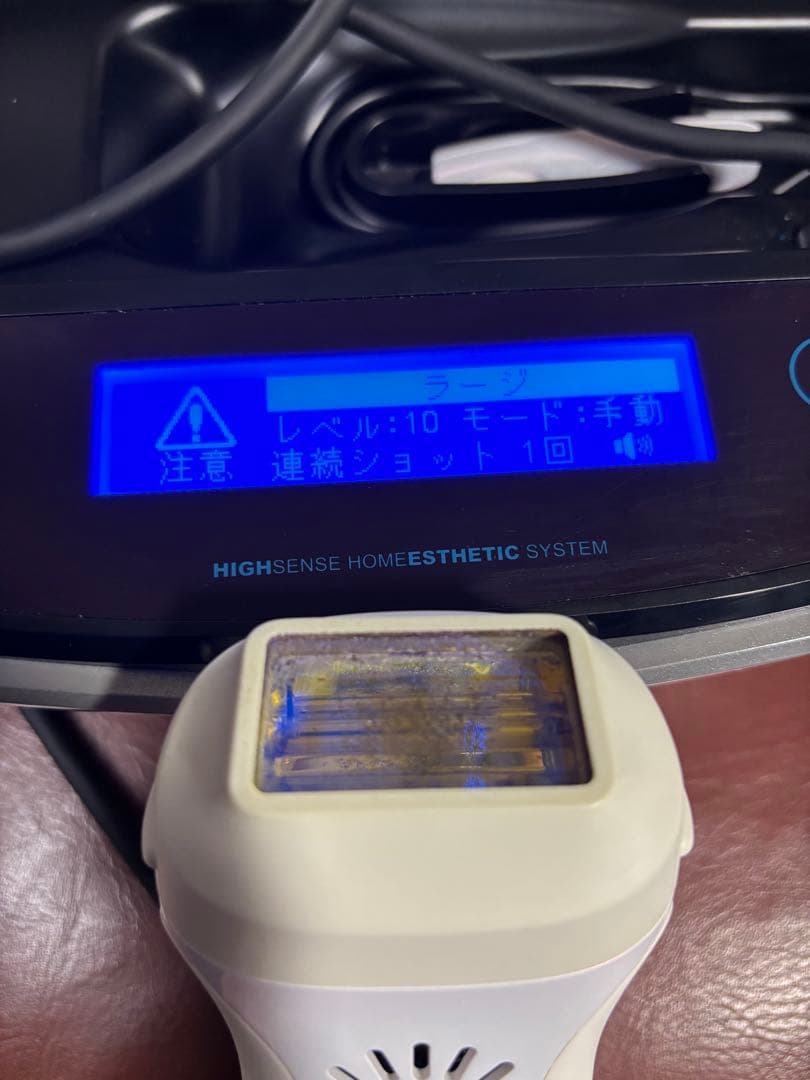 ラージ
レベル:10 モード:手動
注意 連続ショット 1回
HIGHSENSE HOMEESTHETIC SYSTEM